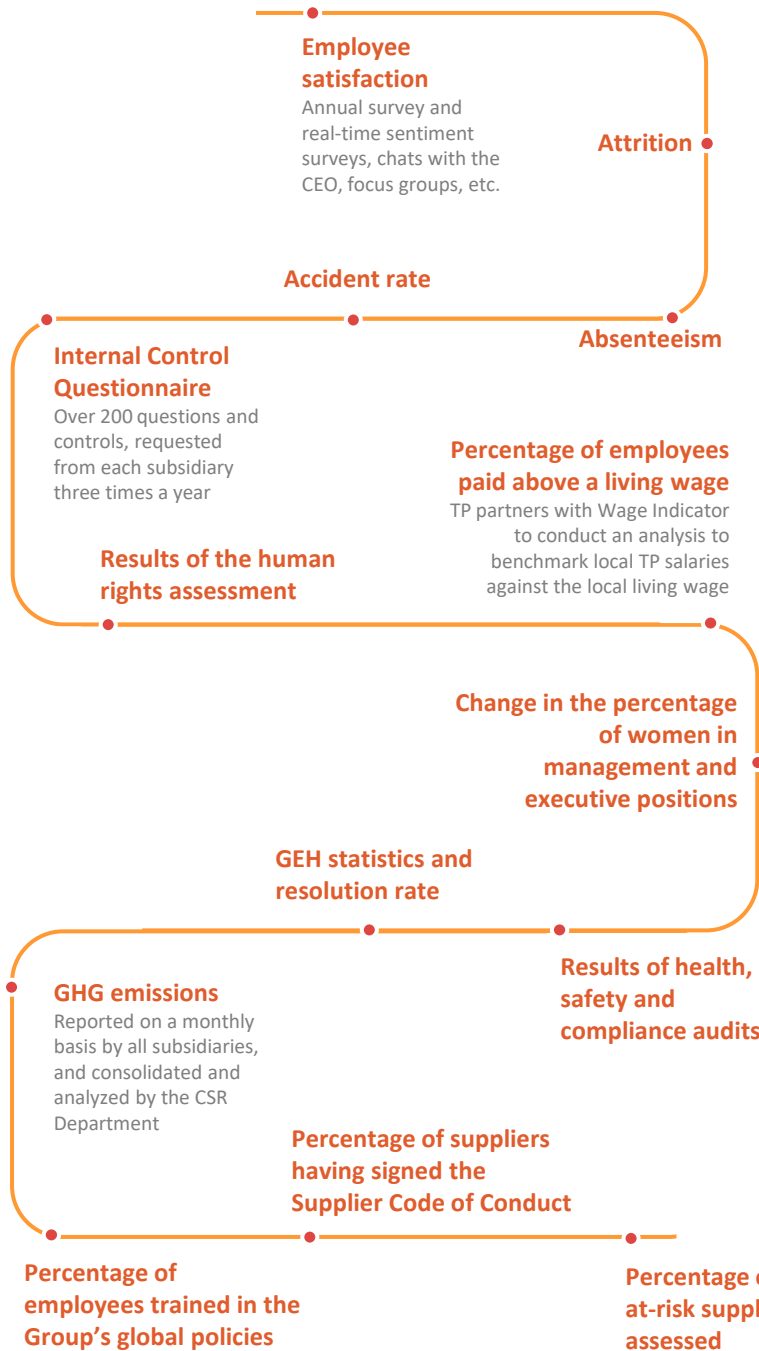 Employee
satisfaction
Annual survey and
real-time sentiment
surveys, chats with the
CEO, focus groups, etc.
Attrition
Absenteeism
Accident rate
Internal Control
Questionnaire
Over 200 questions and
controls, requested
from each subsidiary
three times a year
Results of the human
rights assessment
Percentage of employees
paid above a living wage
TP partners with Wage Indicator
to conduct an analysis to
benchmark local TP salaries
against the local living wage
Change in the percentage
of women in
management and
executive positions
Results of health,
safety and
compliance audits
GEH statistics and
resolution rate
GHG emissions
Reported on a monthly
basis by all subsidiaries,
and consolidated and
analyzed by the CSR
Department
Percentage of
employees trained in the
Group's global policies
Percentage of suppliers
having signed the
Supplier Code of Conduct
Percentage
at-risk
assessed